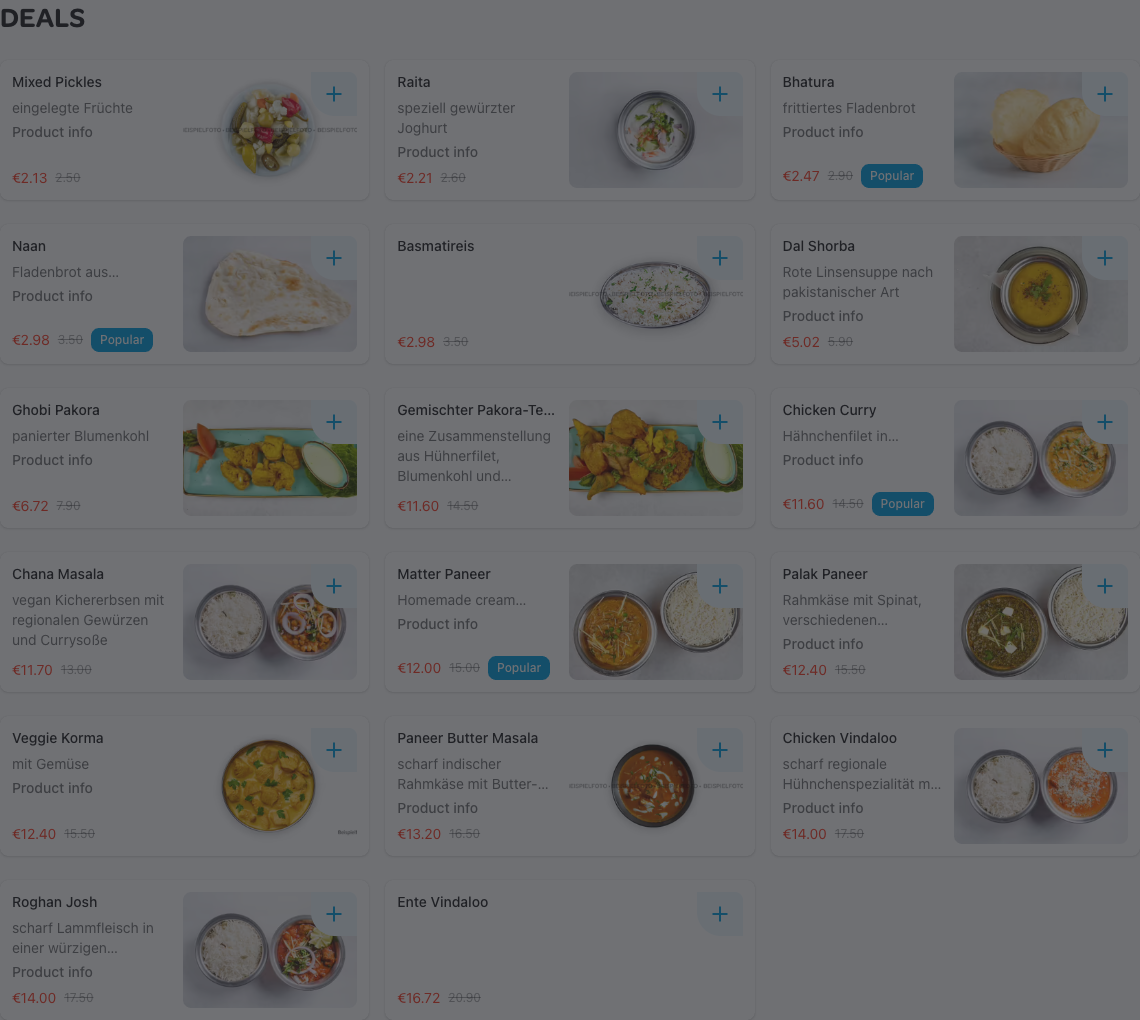 DEALS
Mixed Pickles
eingelegte Früchte
Product info
€2.13 2.50
Raita
speziell gewürzter
Joghurt
Product info
€2.21 2.60
Bhatura
frittiertes Fladenbrot
Product info
€2.47 2.90 Popular
Naan
Fladenbrot aus...
Product info
€2.98 3.50 Popular
Basmatireis
€2.98 3.50
Dal Shorba
Rote Linsensuppe nach
pakistanischer Art
Product info
€5.02 5.90
Ghobi Pakora
panierter Blumenkohl
Product info
€6.72 7.90
Gemischter Pakora-Te...
eine Zusammenstellung
aus Hühnerfilet,
Blumenkohl und...
€11.60 14.50
Chicken Curry
Hähnchenfilet in...
Product info
€11.60 14.50 Popular
Chana Masala
vegan Kichererbsen mit
regionalen Gewürzen
und Currysoße
€11.70 13.00
Matter Paneer
Homemade cream...
Product info
€12.00 15.00 Popular
Palak Paneer
Rahmkäse mit Spinat,
verschiedenen...
Product info
€12.40 15.50
Veggie Korma
mit Gemüse
Product info
€12.40 15.50
Paneer Butter Masala
scharf indischer
Rahmkäse mit Butter-...
Product info
€13.20 16.50
Chicken Vindaloo
scharf regionale
Hühnchenspezialität m...
Product info
€14.00 17.50
Roghan Josh
scharf Lammfleisch in
einer würzigen...
Product info
€14.00 17.50
Ente Vindaloo
€16.72 20.90